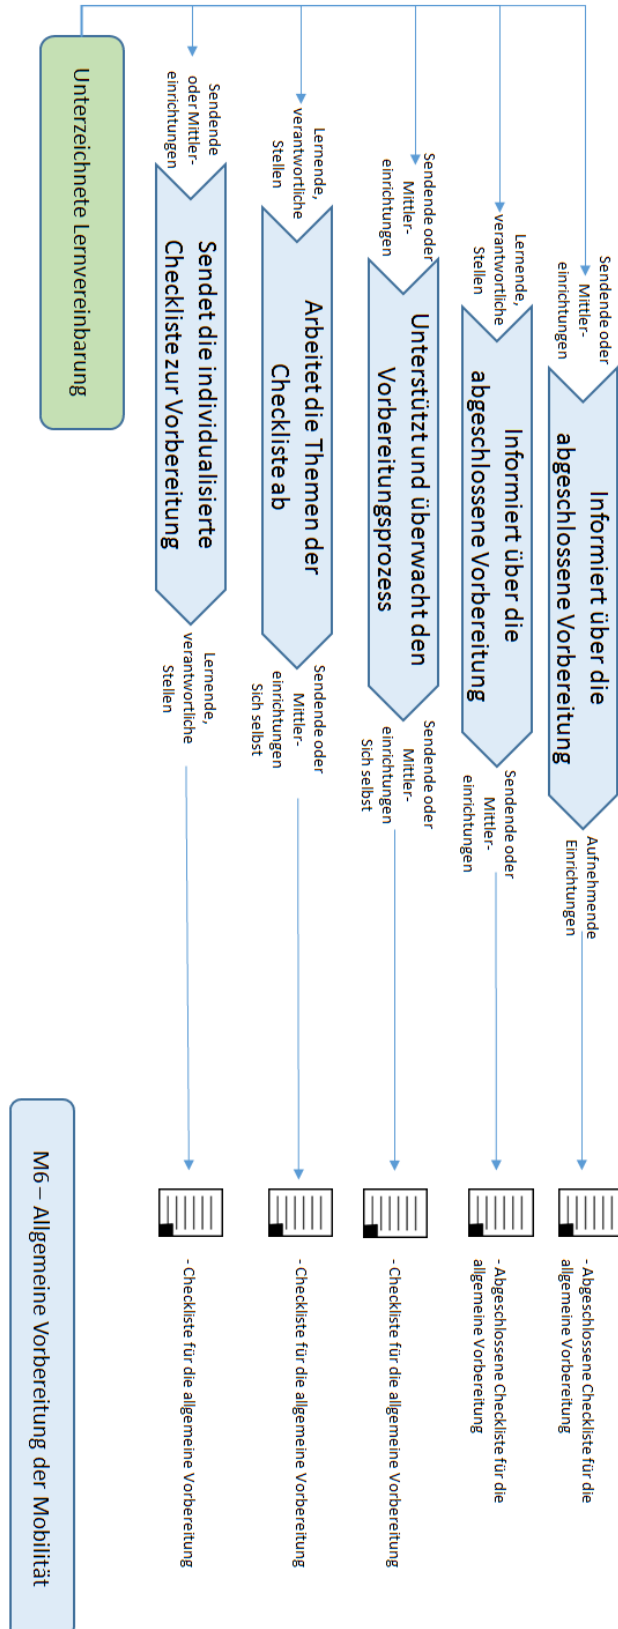 Unterzeichnete Lernvereinbarung
M6 – Allgemeine Vorbereitung der Mobilität
Sendende
oder Mittler-
einrichtungen
Sendet die individualisierte
Checkliste zur Vorbereitung
Lernende,
verantwortliche
Stellen
- Checkliste für die allgemeine Vorbereitung
Lernende,
verantwortliche
Stellen
Arbeitet die Themen der
Checkliste ab
Sendende oder
Mittler-
einrichtungen
Sich selbst
- Checkliste für die allgemeine Vorbereitung
Sendende oder
Mittler-
einrichtungen
Unterstützt und überwacht den
Vorbereitungsprozess
Sendende oder
Mittler-
einrichtungen
Sich selbst
- Checkliste für die allgemeine Vorbereitung
Lernende,
verantwortliche
Stellen
Informiert über die
abgeschlossene Vorbereitung
Sendende oder
Mittler-
einrichtungen
- Abgeschlossene Checkliste für die
allgemeine Vorbereitung
Sendende oder
Mittler-
einrichtungen
Informiert über die
abgeschlossene Vorbereitung
Aufnehmende
Einrichtungen
- Abgeschlossene Checkliste für die
allgemeine Vorbereitung